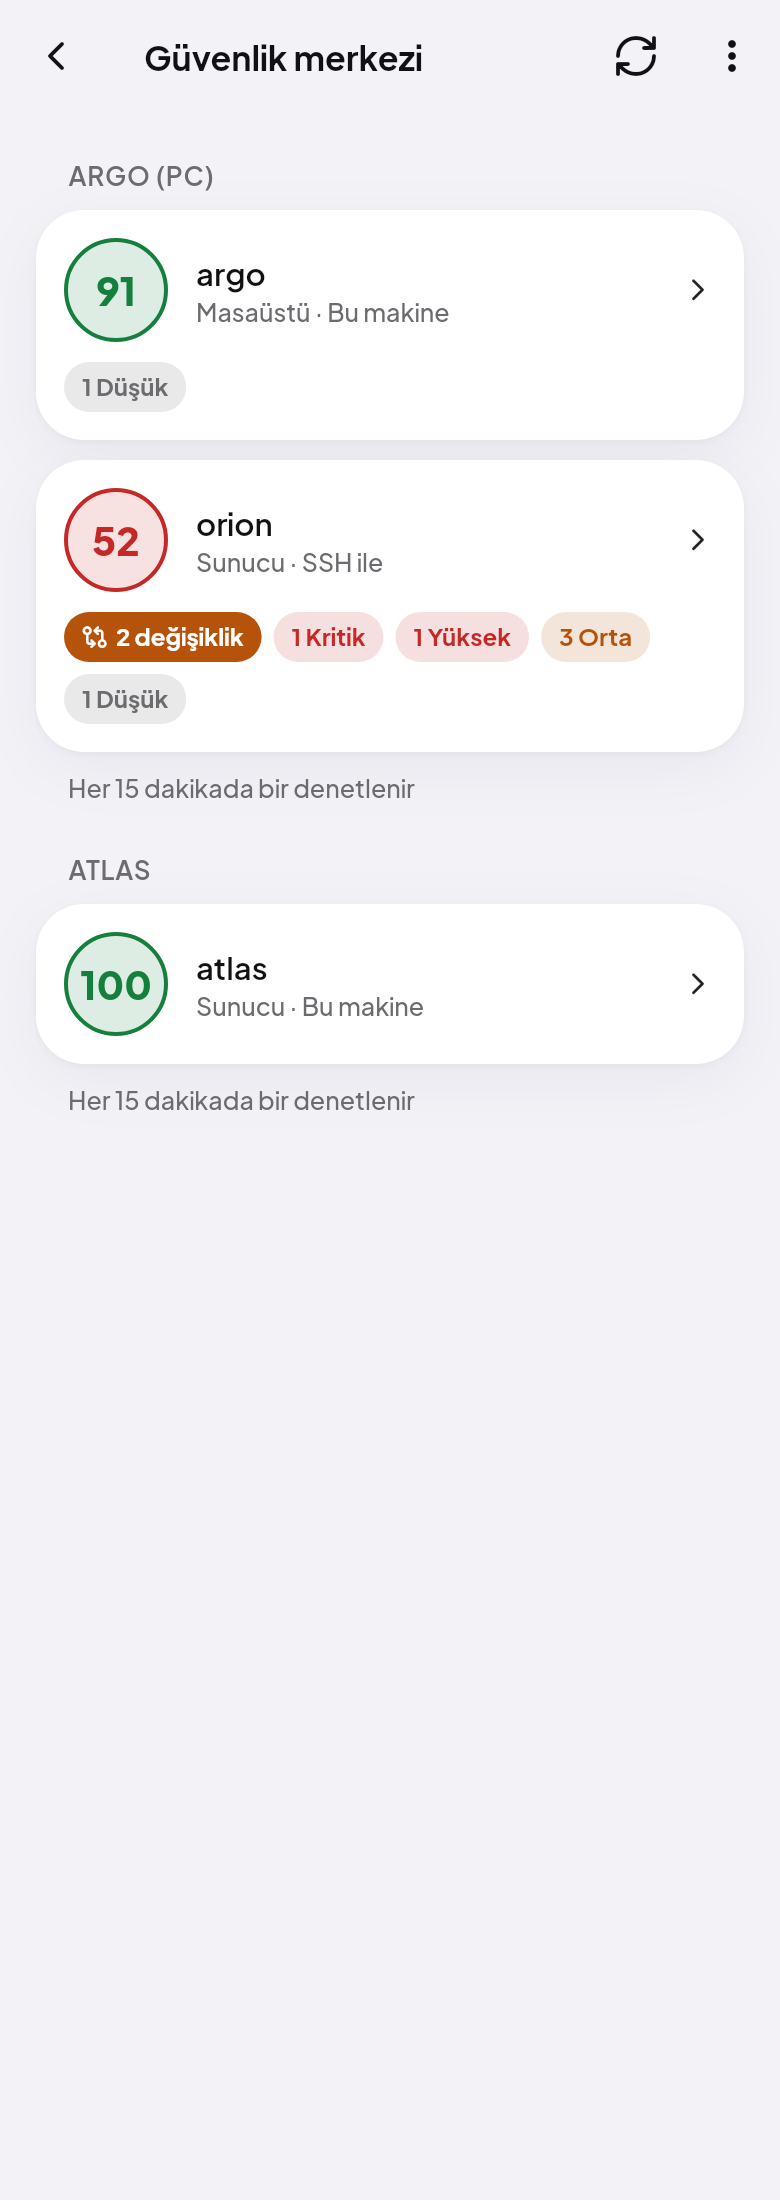 Güvenlik merkezi
ARGO (PC)
91
argo
Masaüstü · Bu makine
1 Düşük
52
orion
Sunucu · SSH ile
2 değişiklik
1 Kritik
1 Yüksek
3 Orta
1 Düşük
Her 15 dakikada bir denetlenir
ATLAS
100
atlas
Sunucu · Bu makine
Her 15 dakikada bir denetlenir